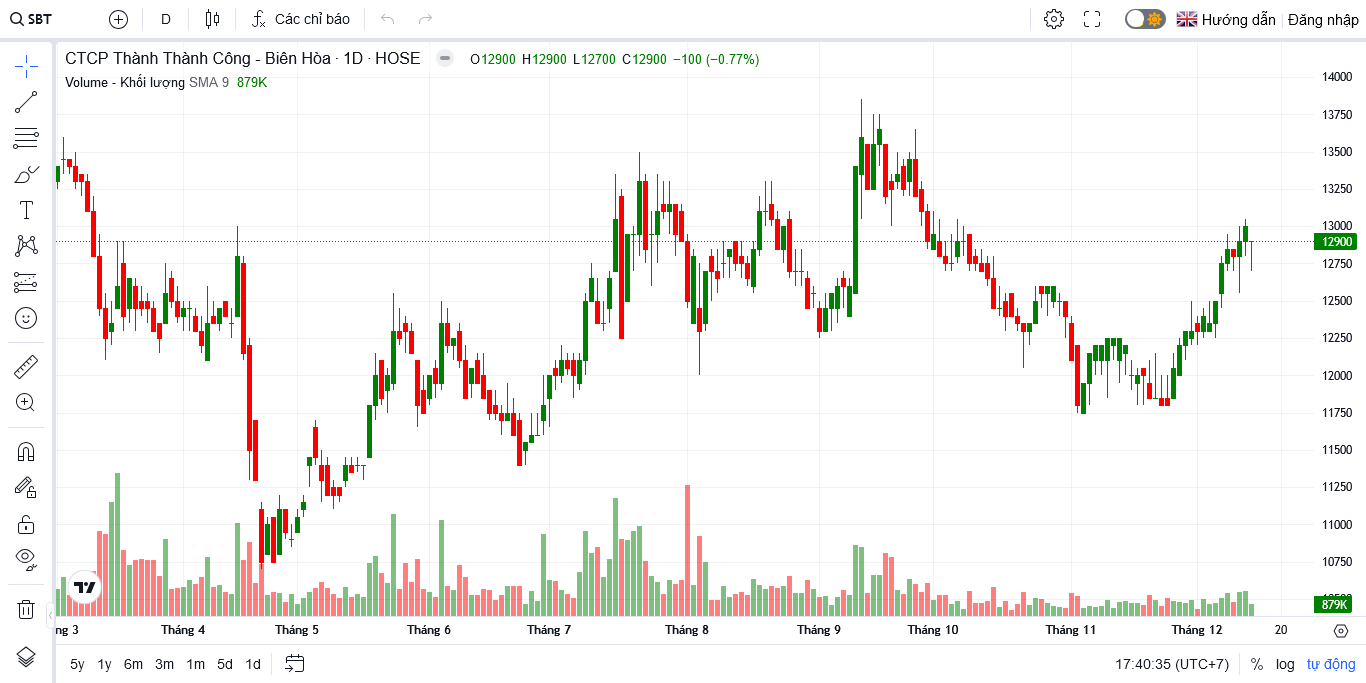 SBT
D
Các chỉ báo
Hướng dẫn
Đăng nhập
CTCP Thành Thành Công - Biên Hòa · 1D · HOSE
O12900 H12900 L12700 C12900 −100 (−0.77%)
Volume - Khối lượng SMA 9 879K
14000
13750
13500
13250
13000
12900
12750
12500
12250
12000
11750
11500
11250
11000
10750
879K
ng 3
Tháng 4
Tháng 5
Tháng 6
Tháng 7
Tháng 8
Tháng 9
Tháng 10
Tháng 11
Tháng 12
20
5y 1y 6m 3m 1m 5d 1d
17:40:35 (UTC+7)
%
log
tự động